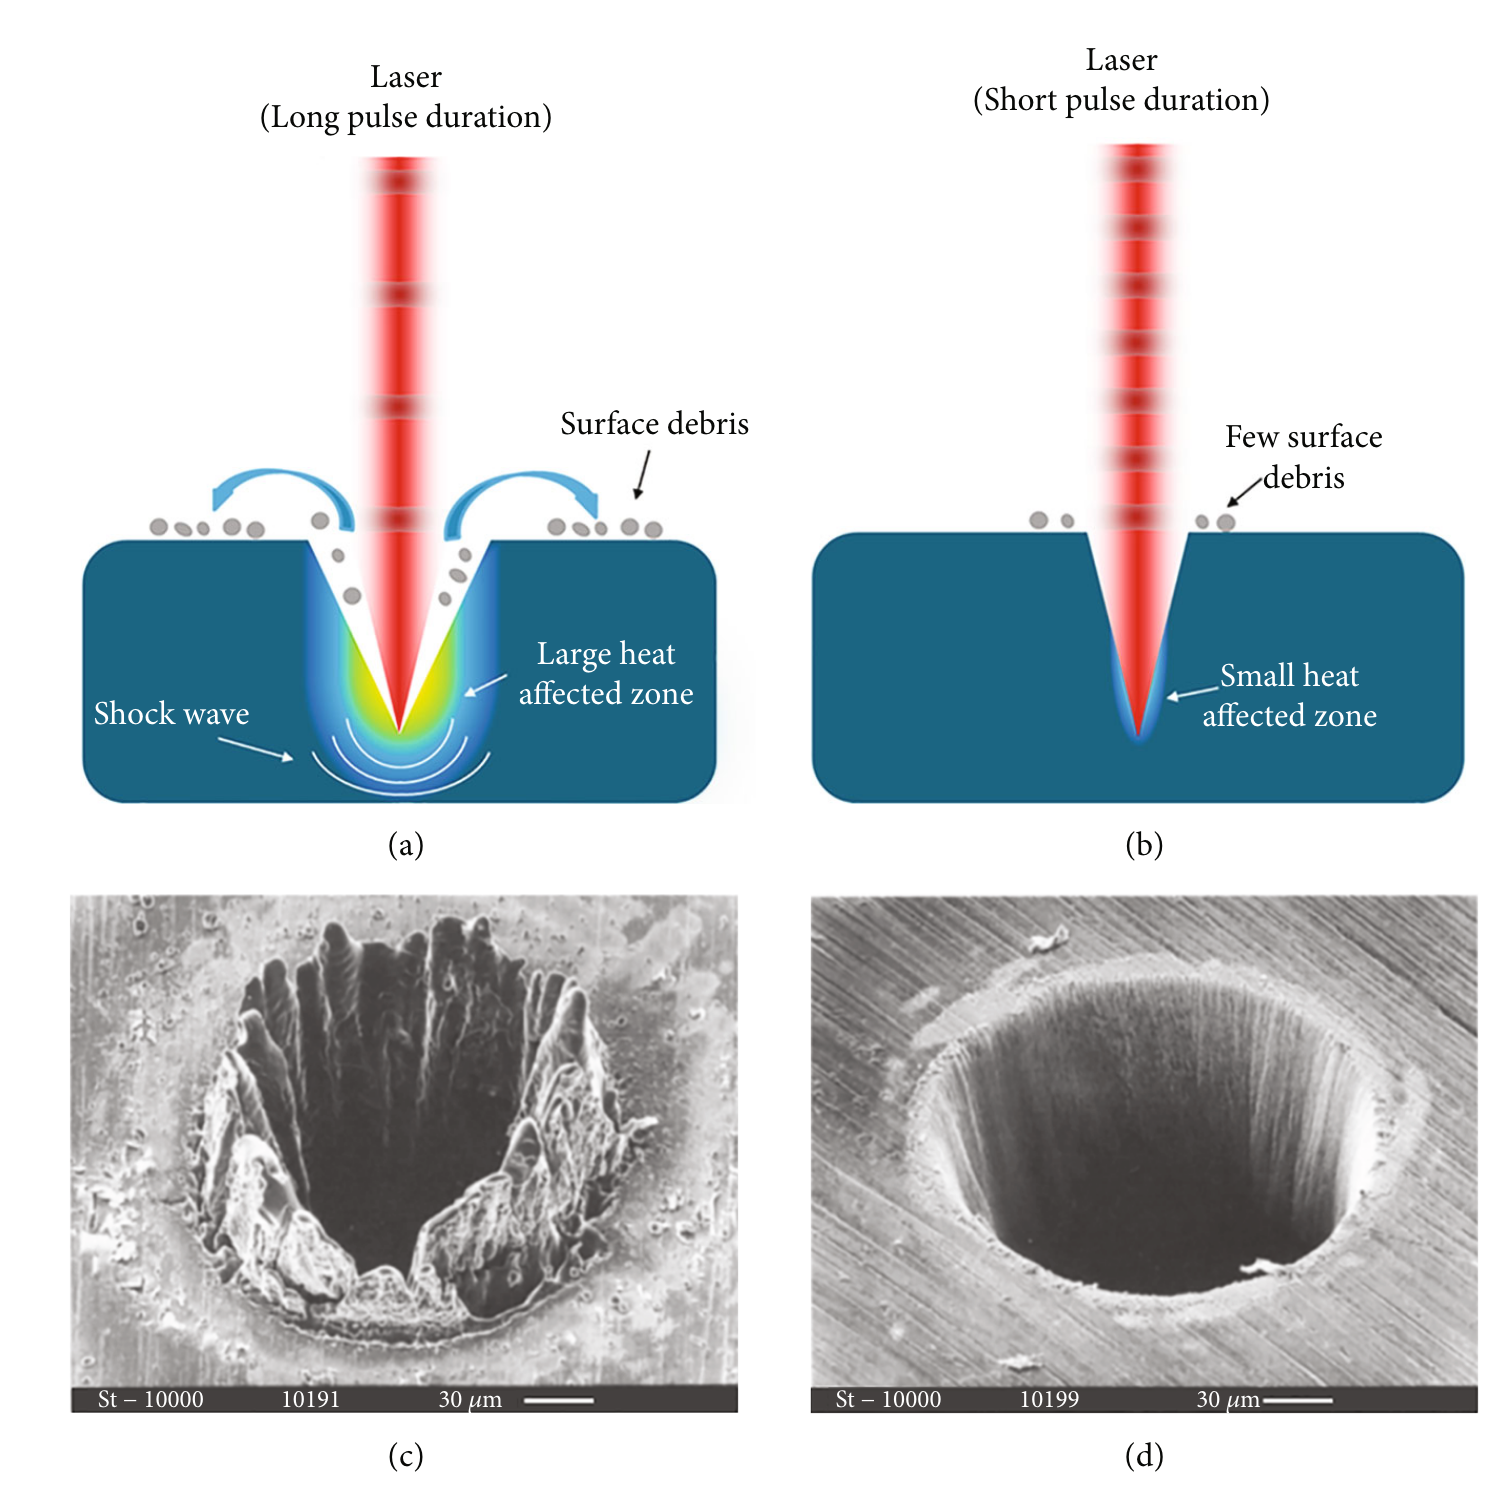 Laser
(Long pulse duration)
Surface debris
Large heat
affected zone
Shock wave
(a)
Laser
(Short pulse duration)
Few surface
debris
Small heat
affected zone
(b)
St – 10000 10191 30 μm
(c)
St – 10000 10199 30 μm
(d)